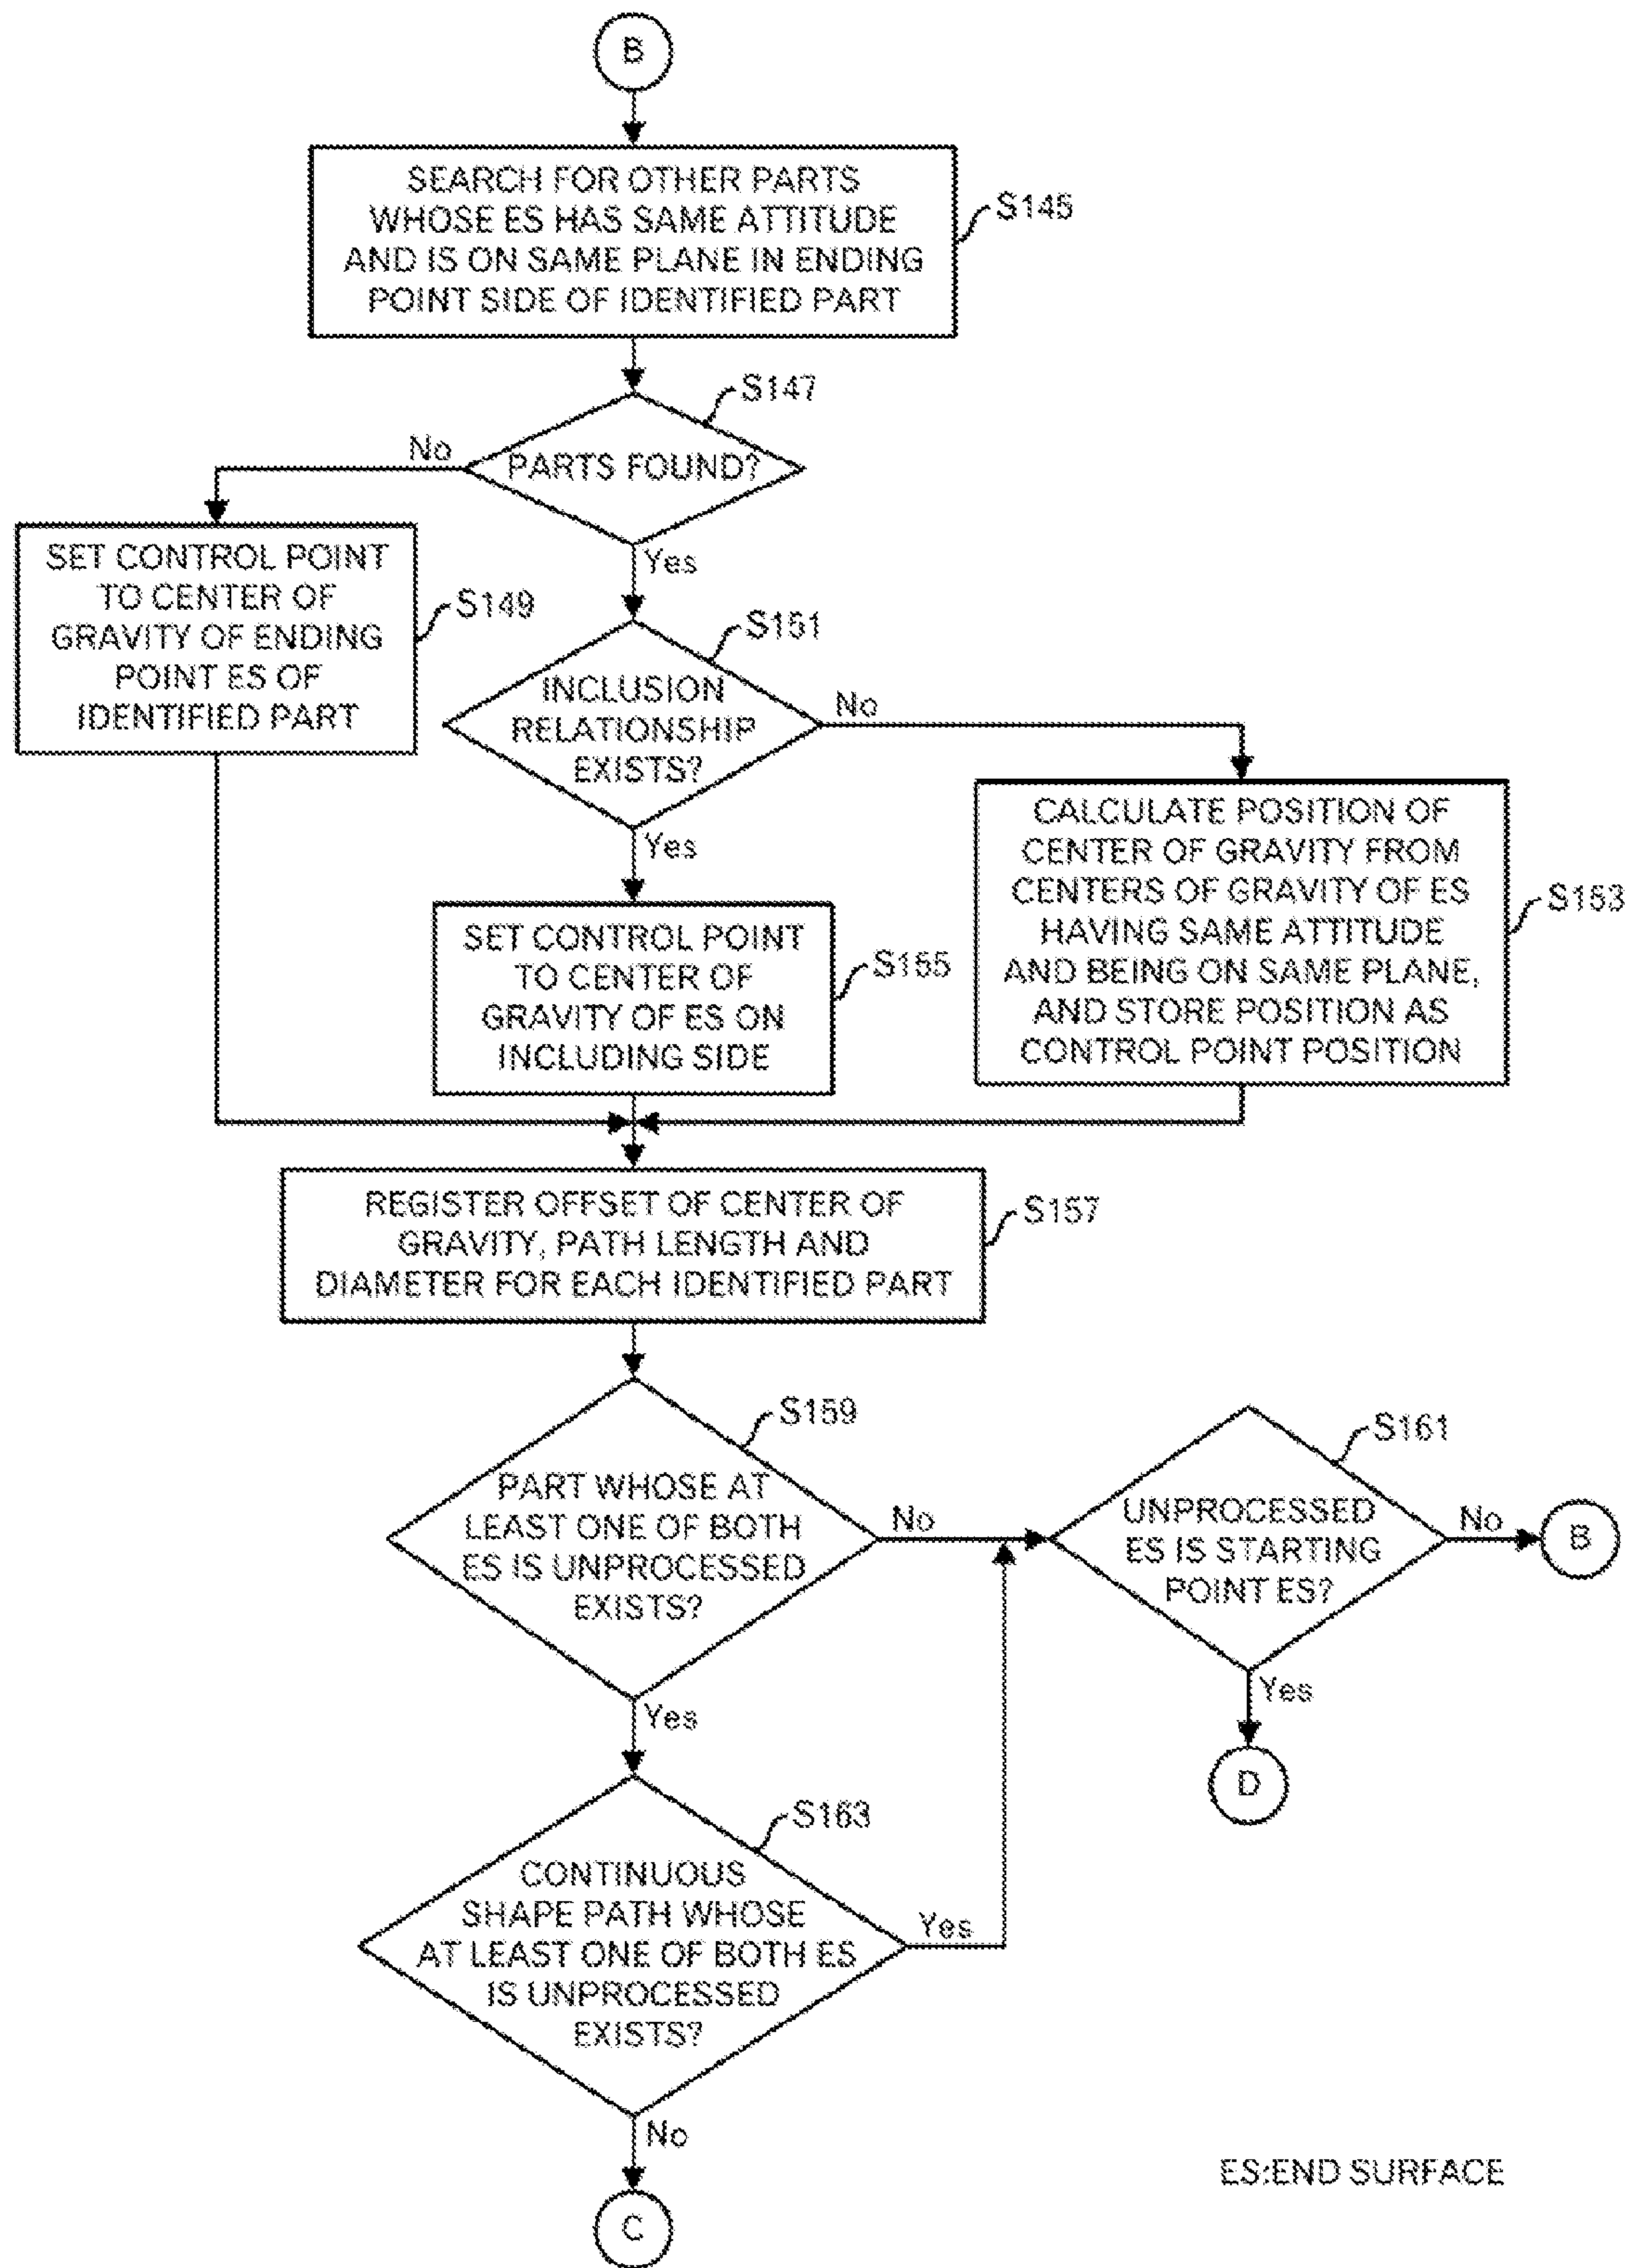 B
SEARCH FOR OTHER PARTS
WHOSE ES HAS SAME ATTITUDE
AND IS ON SAME PLANE IN ENDING
POINT SIDE OF IDENTIFIED PART
S145
S147
PARTS FOUND?
No
Yes
SET CONTROL POINT
TO CENTER OF
GRAVITY OF ENDING
POINT ES OF
IDENTIFIED PART
S149
S151
INCLUSION
RELATIONSHIP
EXISTS?
No
Yes
CALCULATE POSITION OF
CENTER OF GRAVITY FROM
CENTERS OF GRAVITY OF ES
HAVING SAME ATTITUDE
AND BEING ON SAME PLANE,
AND STORE POSITION AS
CONTROL POINT POSITION
S153
SET CONTROL POINT
TO CENTER OF
GRAVITY OF ES ON
INCLUDING SIDE
S155
REGISTER OFFSET OF CENTER OF
GRAVITY, PATH LENGTH AND
DIAMETER FOR EACH IDENTIFIED PART
S157
S159
PART WHOSE AT
LEAST ONE OF BOTH
ES IS UNPROCESSED
EXISTS?
No
Yes
S161
UNPROCESSED
ES IS STARTING
POINT ES?
No
B
Yes
D
S163
CONTINUOUS
SHAPE PATH WHOSE
AT LEAST ONE OF BOTH ES
IS UNPROCESSED
EXISTS?
Yes
No
C
ES:END SURFACE